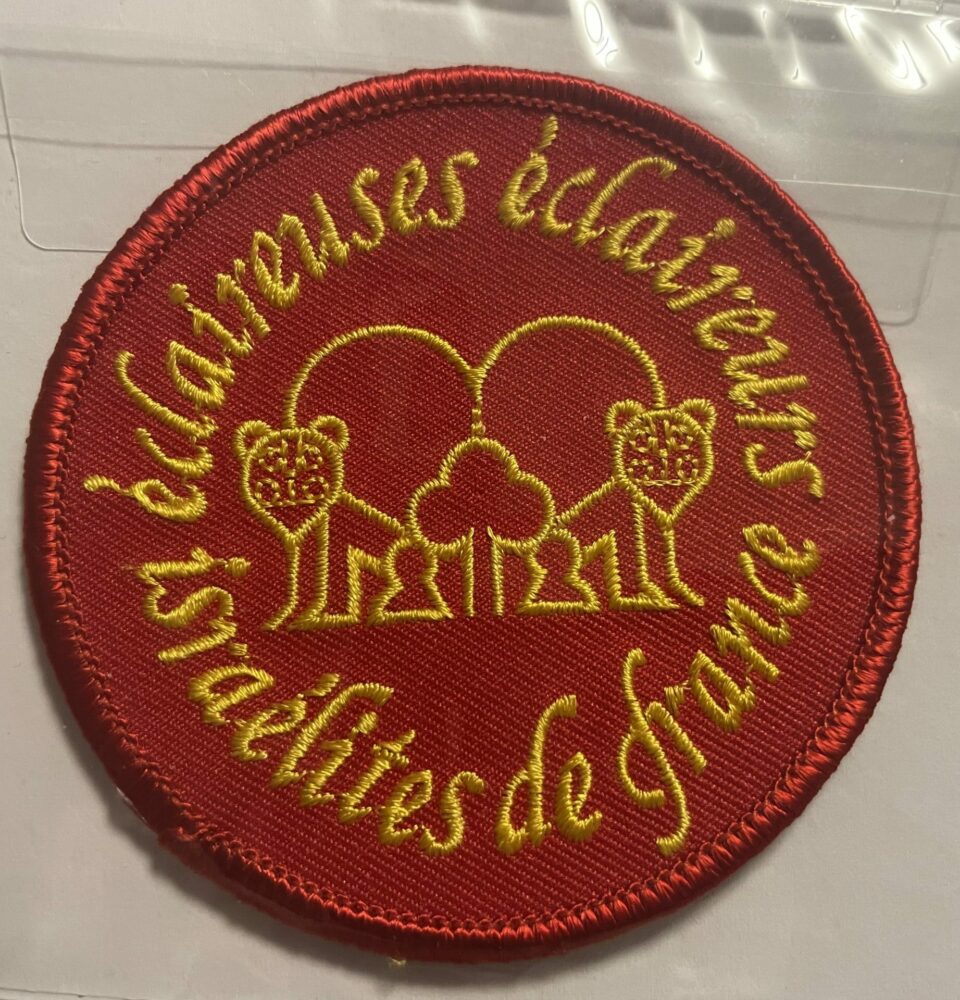 éclaireuses éclaireurs
israélites de france